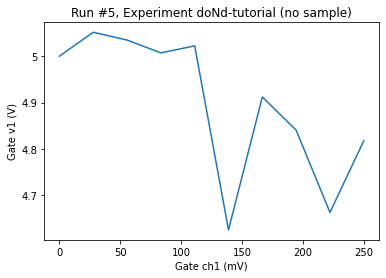 Run #5, Experiment doNd-tutorial (no sample)
5
4.9
4.8
4.7
Gate v1 (V)
0 50 100 150 200 250
Gate ch1 (mV)